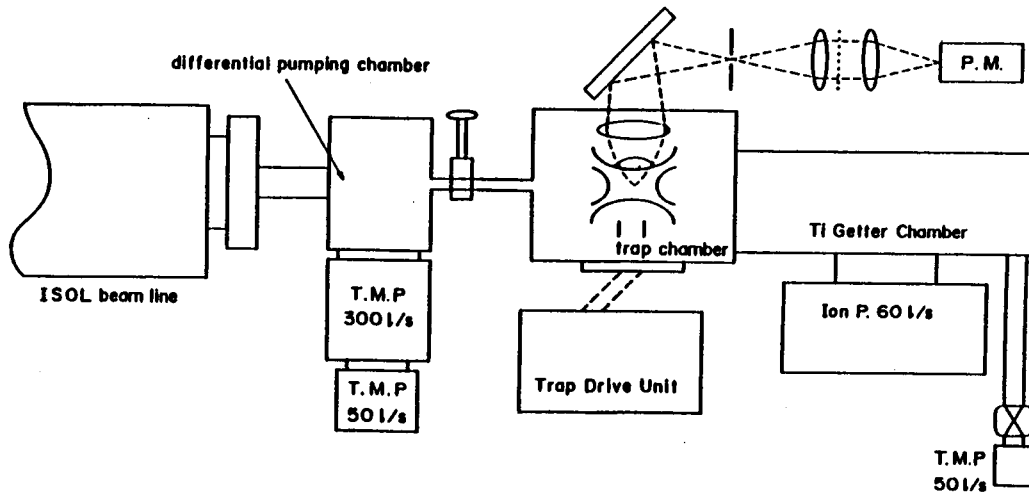 differential pumping chamber
P. M.
ISOL beam line
T. M. P
300 l/s
T. M. P
50 l/s
trap chamber
Trap Drive Unit
Ti Getter Chamber
Ion P. 60 l/s
T. M. P
50 l/s